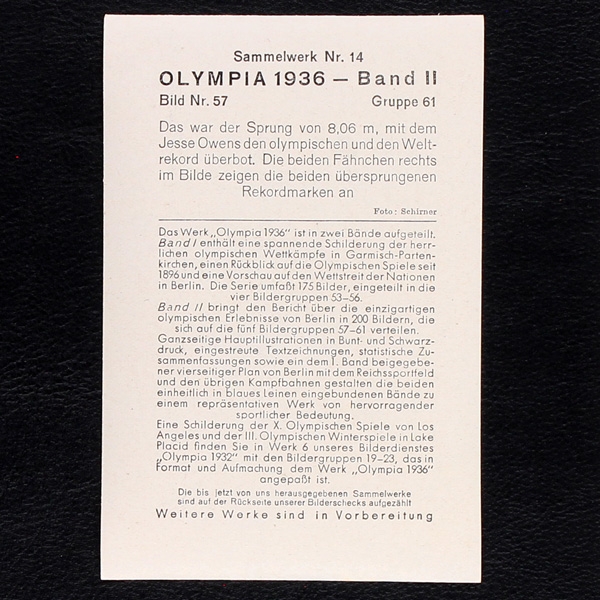 Sammelwerk Nr. 14
OLYMPIA 1936 — Band II
Bild Nr. 57 Gruppe 61
Das war der Sprung von 8,06 m, mit dem
Jesse Owens den olympischen und den Welt-
rekord überbot. Die beiden Fähnchen rechts
im Bilde zeigen die beiden übersprungenen
Rekordmarken an
Foto: Schirner
Das Werk „Olympia 1936" ist in zwei Bände aufgeteilt.
Band I enthält eine spannende Schilderung der herr-
lichen olympischen Wettkämpfe in Garmisch-Parten-
kirchen, einen Rückblick auf die Olympischen Spiele seit
1896 und eine Vorschau auf den Wettstreit der Nationen
in Berlin. Die Serie umfaßt 175 Bilder, eingeteilt in die
vier Bildergruppen 53–56.
Band II bringt den Bericht über die einzigartigen
olympischen Erlebnisse von Berlin in 200 Bildern, die
sich auf die fünf Bildergruppen 57–61 verteilen.
Ganzseitige Hauptillustrationen in Bunt- und Schwarz-
druck, eingestreute Textzeichnungen, statistische Zu-
sammenfassungen sowie ein dem I. Band beigegebe-
ner vierseitiger Plan von Berlin mit dem Reichssportfeld
und den übrigen Kampfbahnen gestalten die beiden
einheitlich in blaues Leinen eingebundenen Bände zu
einem repräsentativen Werk von hervorragender
sportlicher Bedeutung.
Eine Schilderung der X. Olympischen Spiele von Los
Angeles und der III. Olympischen Winterspiele in Lake
Placid finden Sie in Werk 6 unseres Bilderdienstes
„Olympia 1932" mit den Bildergruppen 19–23, das in
Format und Aufmachung dem Werk „Olympia 1936"
angepaßt ist.
Die bis jetzt von uns herausgegebenen Sammelwerke
sind auf der Rückseite unserer Bilderschecks aufgezählt
Weitere Werke sind in Vorbereitung